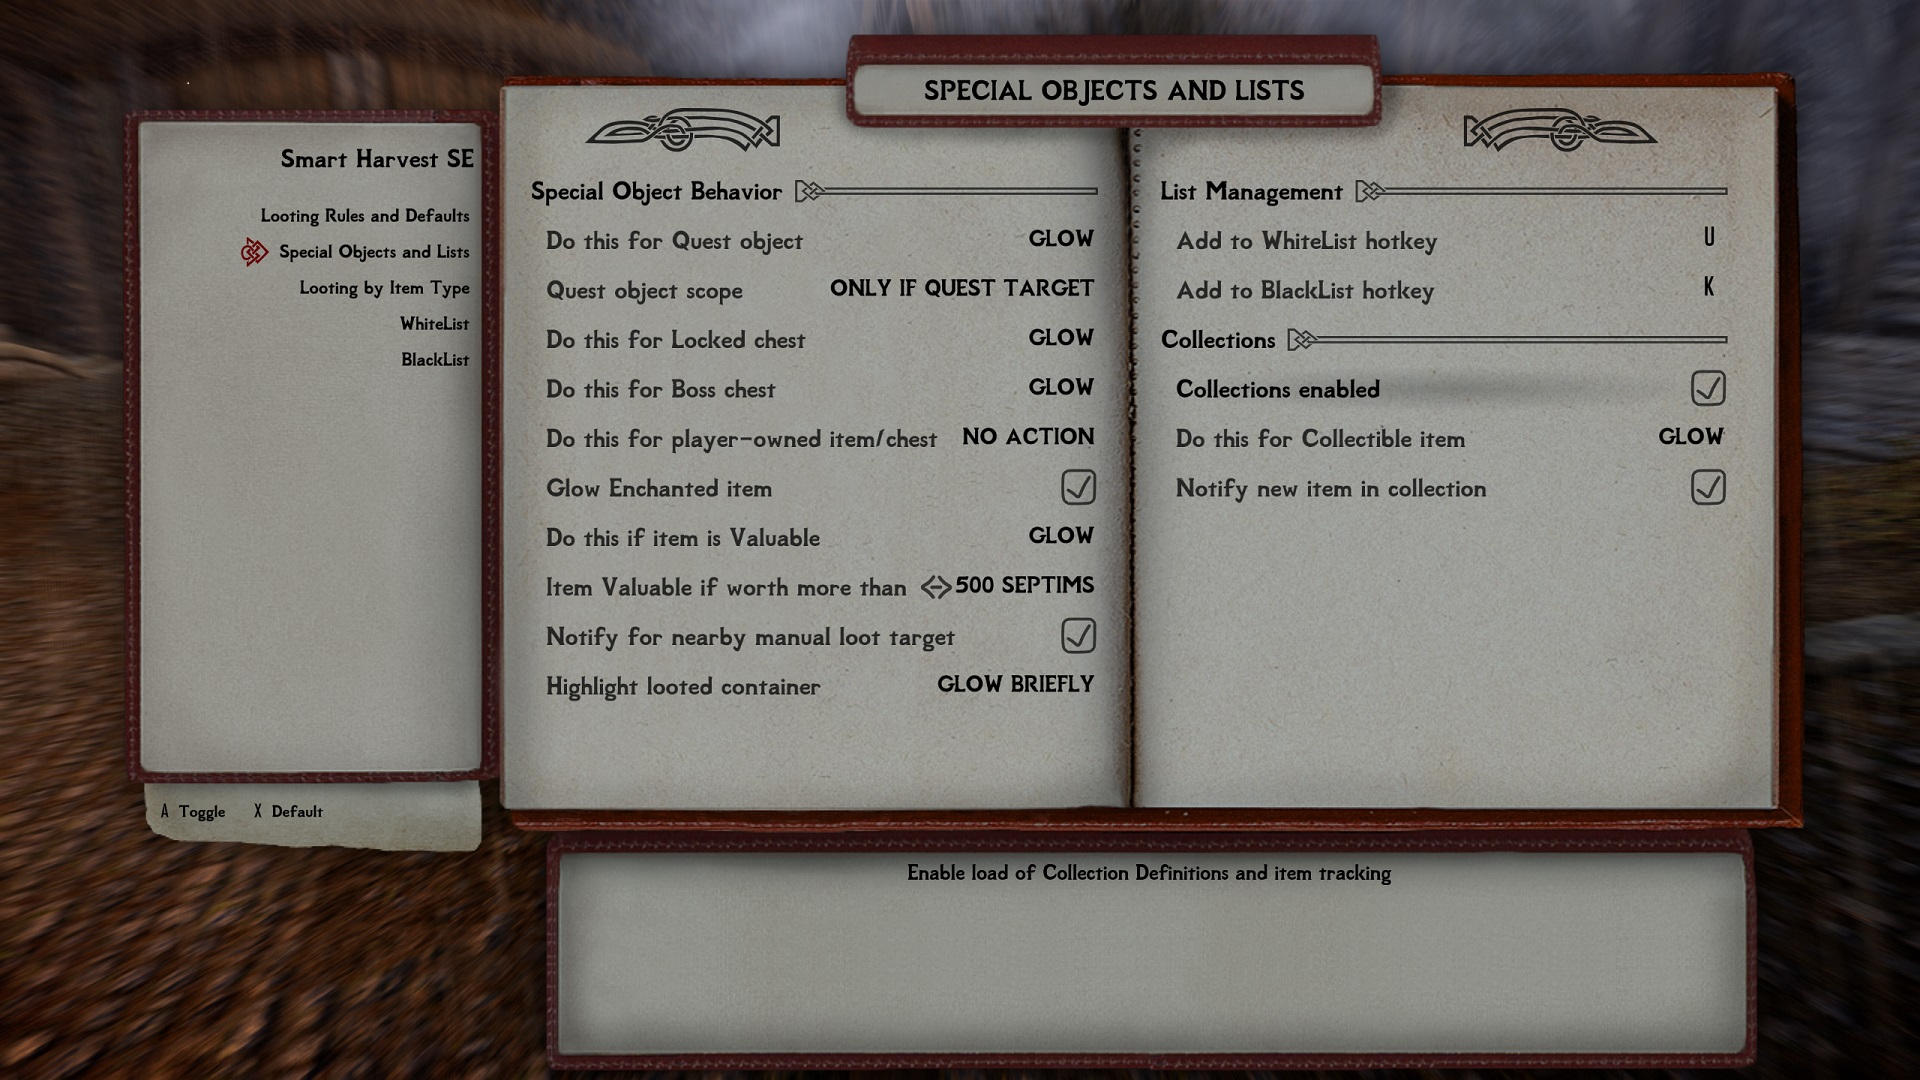 SPECIAL OBJECTS AND LISTS
Smart Harvest SE
Looting Rules and Defaults
Special Objects and Lists
Looting by Item Type
WhiteList
BlackList
A Toggle X Default
Special Object Behavior
Do this for Quest object GLOW
Quest object scope ONLY IF QUEST TARGET
Do this for Locked chest GLOW
Do this for Boss chest GLOW
Do this for player-owned item/chest NO ACTION
Glow Enchanted item
Do this if item is Valuable GLOW
Item Valuable if worth more than <-> 500 SEPTIMS
Notify for nearby manual loot target
Highlight looted container GLOW BRIEFLY
List Management
Add to WhiteList hotkey U
Add to BlackList hotkey K
Collections
Collections enabled
Do this for Collectible item GLOW
Notify new item in collection
Enable load of Collection Definitions and item tracking